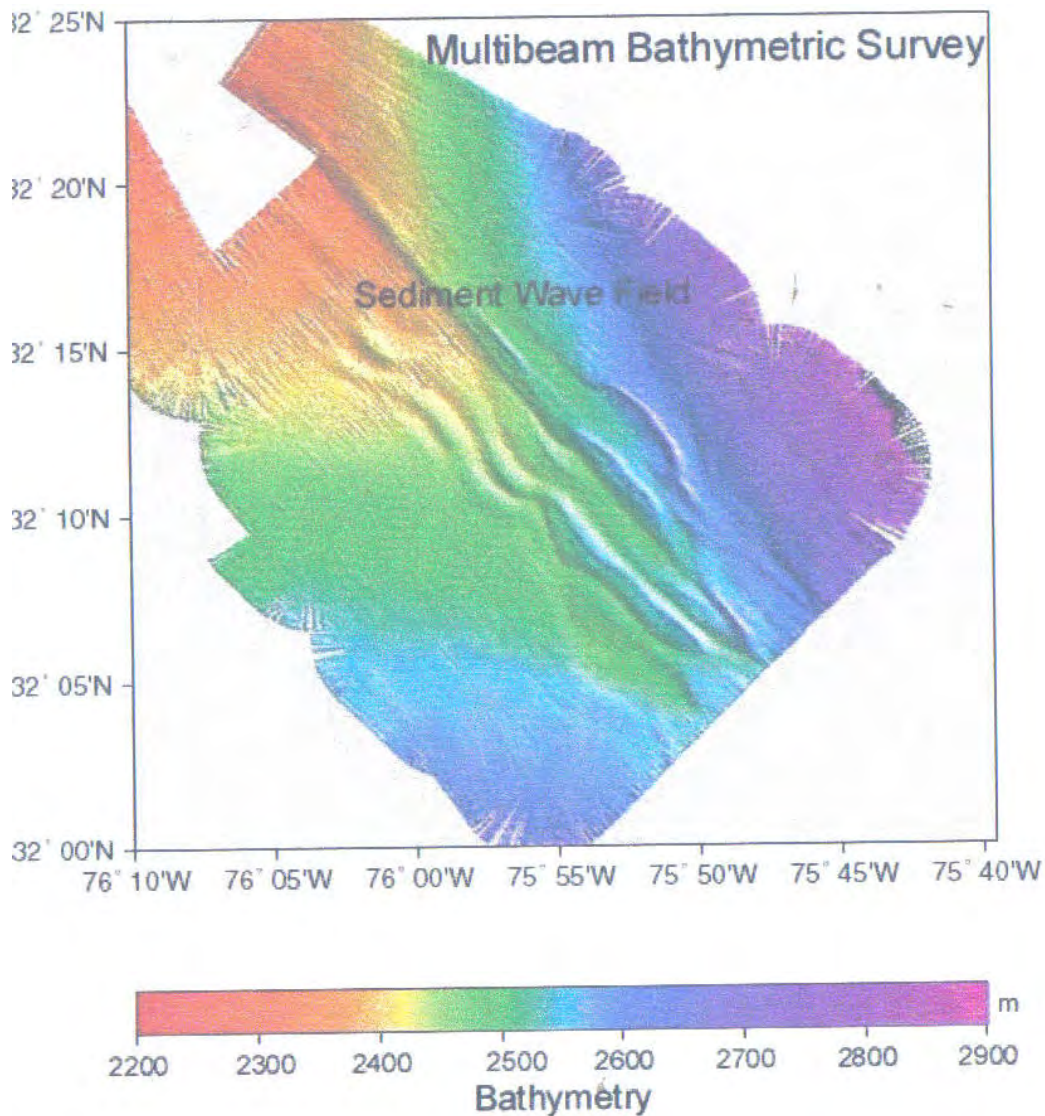 32° 25'N
Multibeam Bathymetric Survey
32° 20'N
Sediment Wave Field
32° 15'N
32° 10'N
32° 05'N
32° 00'N
76° 10'W 76° 05'W 76° 00'W 75° 55'W 75° 50'W 75° 45'W 75° 40'W
m
2200 2300 2400 2500 2600 2700 2800 2900
Bathymetry